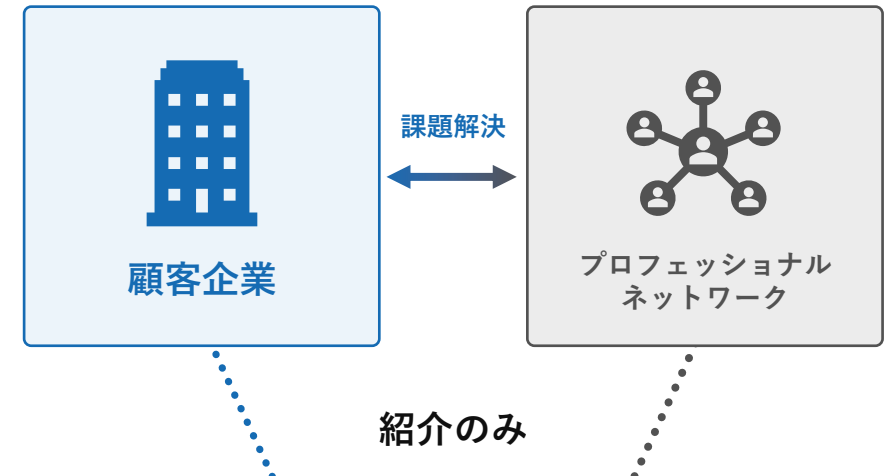 課題解決
顧客企業
プロフェッショナル
ネットワーク
紹介のみ